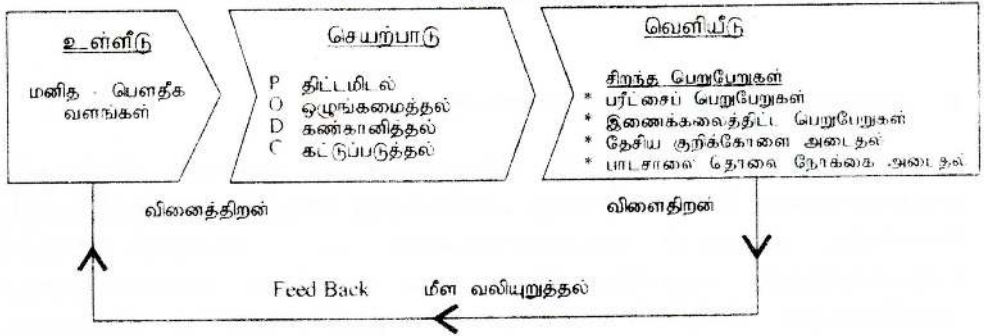 உள்ளீடு
மனித - பௌதீக
வளங்கள்
செயற்பாடு
P திட்டமிடல்
O ஒழுங்கமைத்தல்
D கண்கானித்தல்
C கட்டுப்படுத்தல்
வெளியீடு
சிறந்த பெறுபேறுகள்
* பரீட்சைப் பெறுபேறுகள்
* இணைக்கலைத்திட்ட பெறுபேறுகள்
* தேசிய குறிக்கோளை அடைதல்
* பாடசாலை தொலை நோக்கை அடைதல்
வினைத்திறன்
விளைதிறன்
Feed Back மீள வலியுறுத்தல்